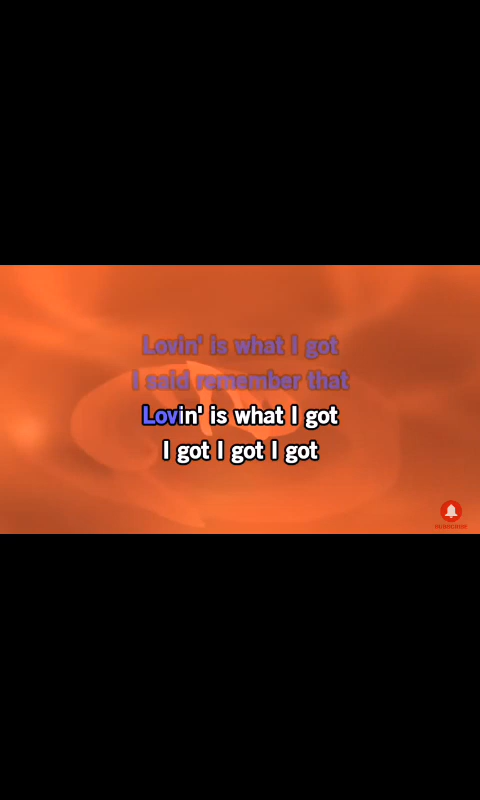 Lovin' is what I got
I said remember that
Lovin' is what I got
I got I got I got
SUBSCRIBE